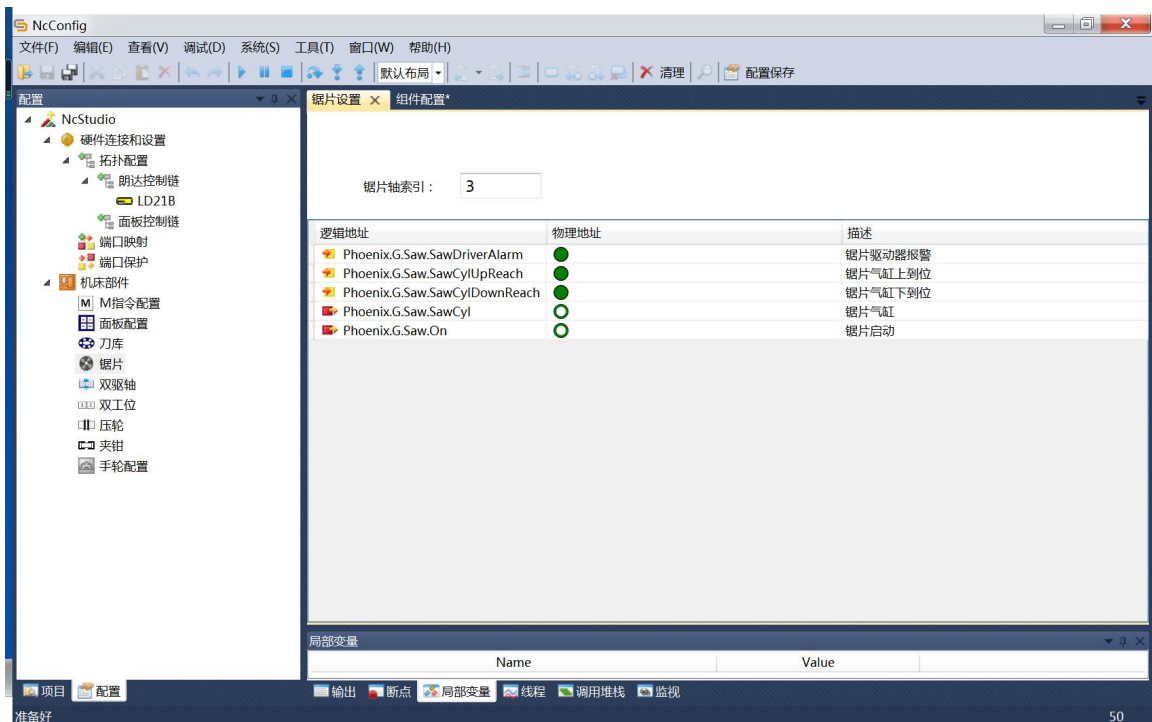 NcConfig
文件(F) 编辑(E) 查看(V) 调试(D) 系统(S) 工具(T) 窗口(W) 帮助(H)
默认布局 清理 配置保存
配置
锯片设置 组件配置*
NcStudio
硬件连接和设置
拓扑配置
朗达控制链
LD21B
面板控制链
端口映射
端口保护
机床部件
M M指令配置
面板配置
刀库
锯片
双驱轴
双工位
压轮
夹钳
手轮配置
锯片轴索引： 3
逻辑地址 物理地址 描述
Phoenix.G.Saw.SawDriverAlarm 锯片驱动器报警
Phoenix.G.Saw.SawCylUpReach 锯片气缸上到位
Phoenix.G.Saw.SawCylDownReach 锯片气缸下到位
Phoenix.G.Saw.SawCyl 锯片气缸
Phoenix.G.Saw.On 锯片启动
局部变量
Name Value
项目 配置
输出 断点 局部变量 线程 调用堆栈 监视
准备好 50